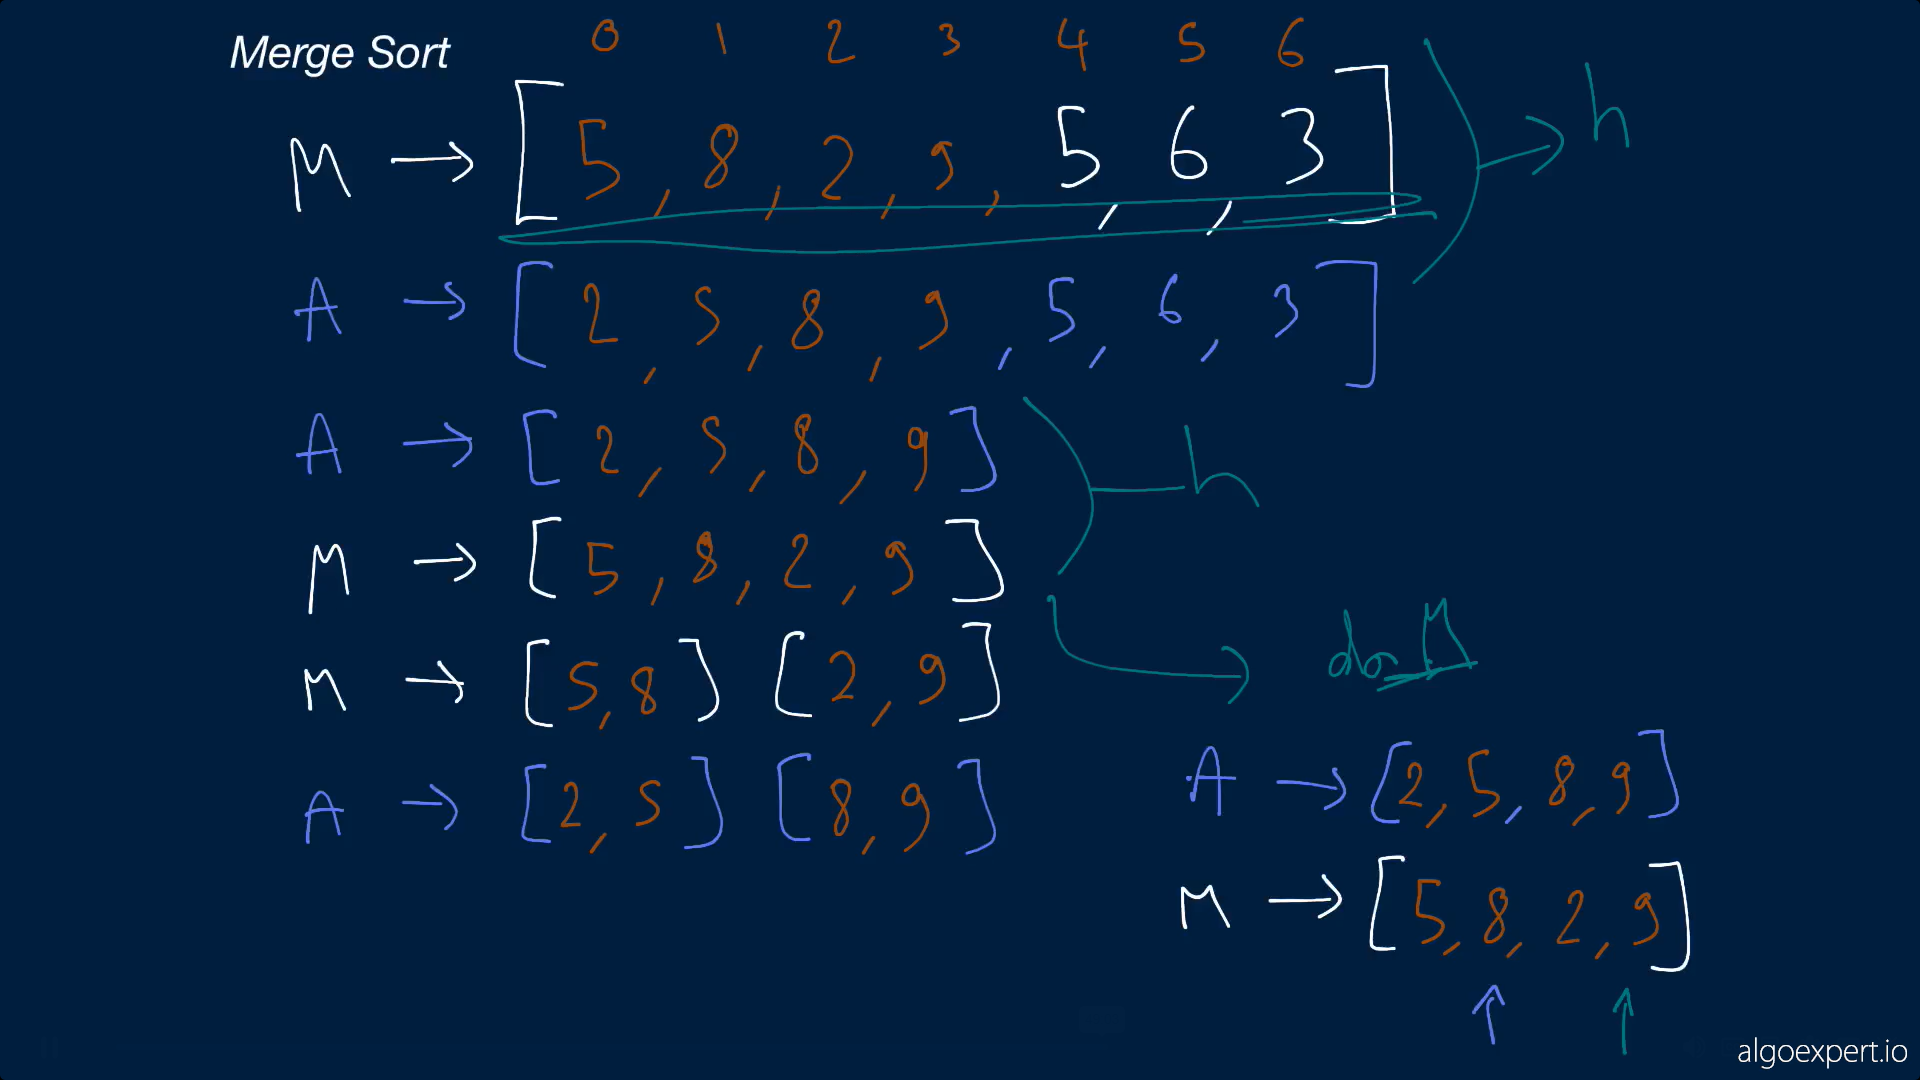 Merge Sort
0 1 2 3 4 5 6
M → [5, 8, 2, 9, 5, 6, 3]
A → [2, 5, 8, 9, 5, 6, 3]
A → [2, 5, 8, 9]
M → [5, 8, 2, 9]
M → [5, 8] [2, 9]
A → [2, 5] [8, 9]
h
h
do M
A → [2, 5, 8, 9]
M → [5, 8, 2, 9]
algoexpert.io